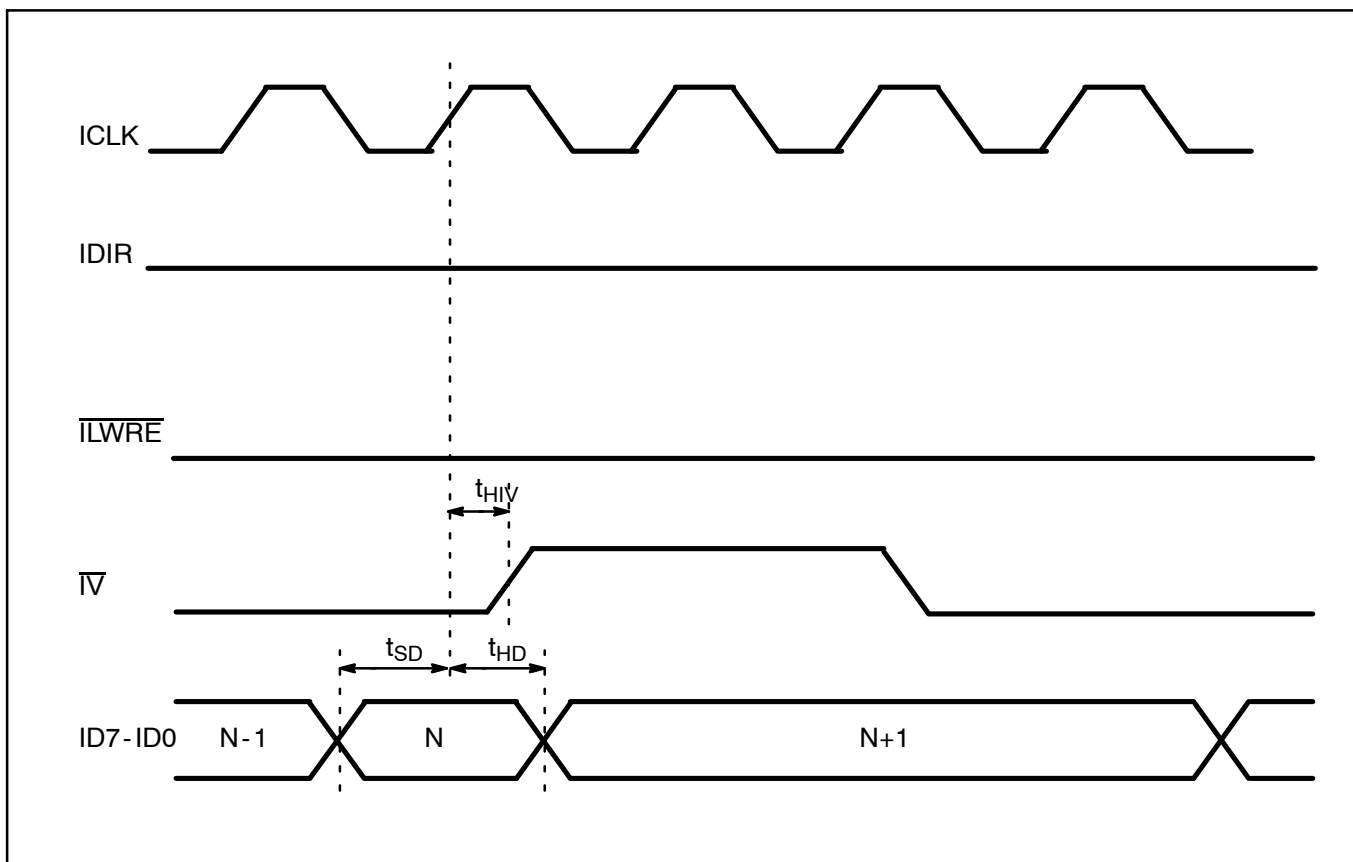 ICLK
IDIR
ILWRE
tHIV
IV
tSD
tHD
ID7-ID0
N-1
N
N+1